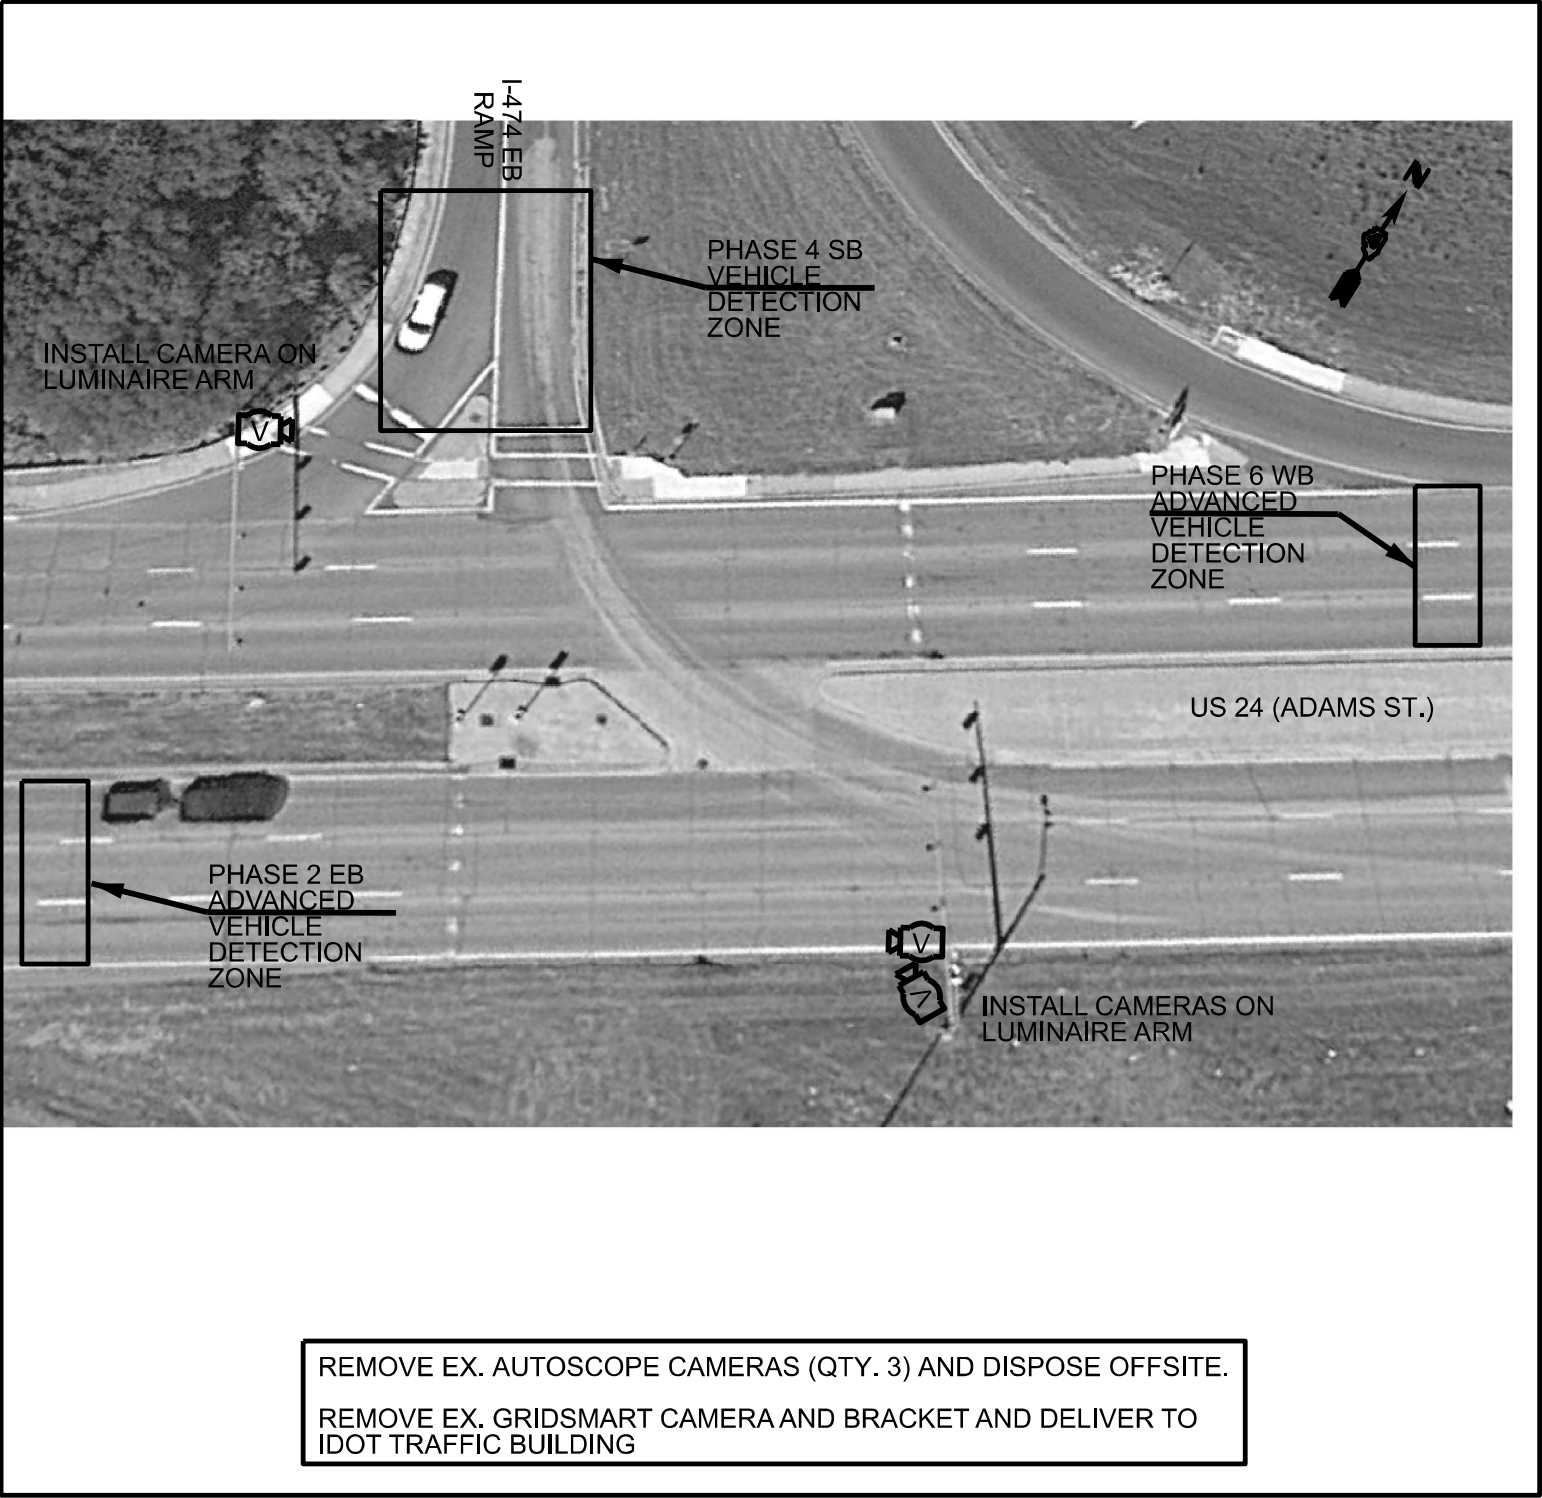 I-474 EB
RAMP
N
PHASE 4 SB
VEHICLE
DETECTION
ZONE
INSTALL CAMERA ON
LUMINAIRE ARM
V
PHASE 6 WB
ADVANCED
VEHICLE
DETECTION
ZONE
US 24 (ADAMS ST.)
PHASE 2 EB
ADVANCED
VEHICLE
DETECTION
ZONE
V
V
INSTALL CAMERAS ON
LUMINAIRE ARM
REMOVE EX. AUTOSCOPE CAMERAS (QTY. 3) AND DISPOSE OFFSITE.
REMOVE EX. GRIDSMART CAMERA AND BRACKET AND DELIVER TO
IDOT TRAFFIC BUILDING